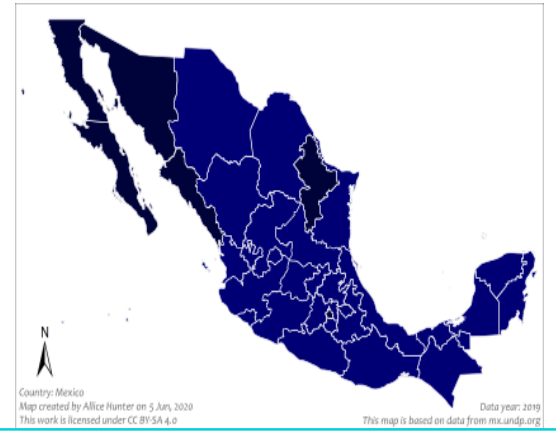 N
Country: Mexico
Map created by Allice Hunter on 5 Jun, 2020
This work is licensed under CC BY-SA 4.0
Data year: 2019
This map is based on data from mx.undp.org